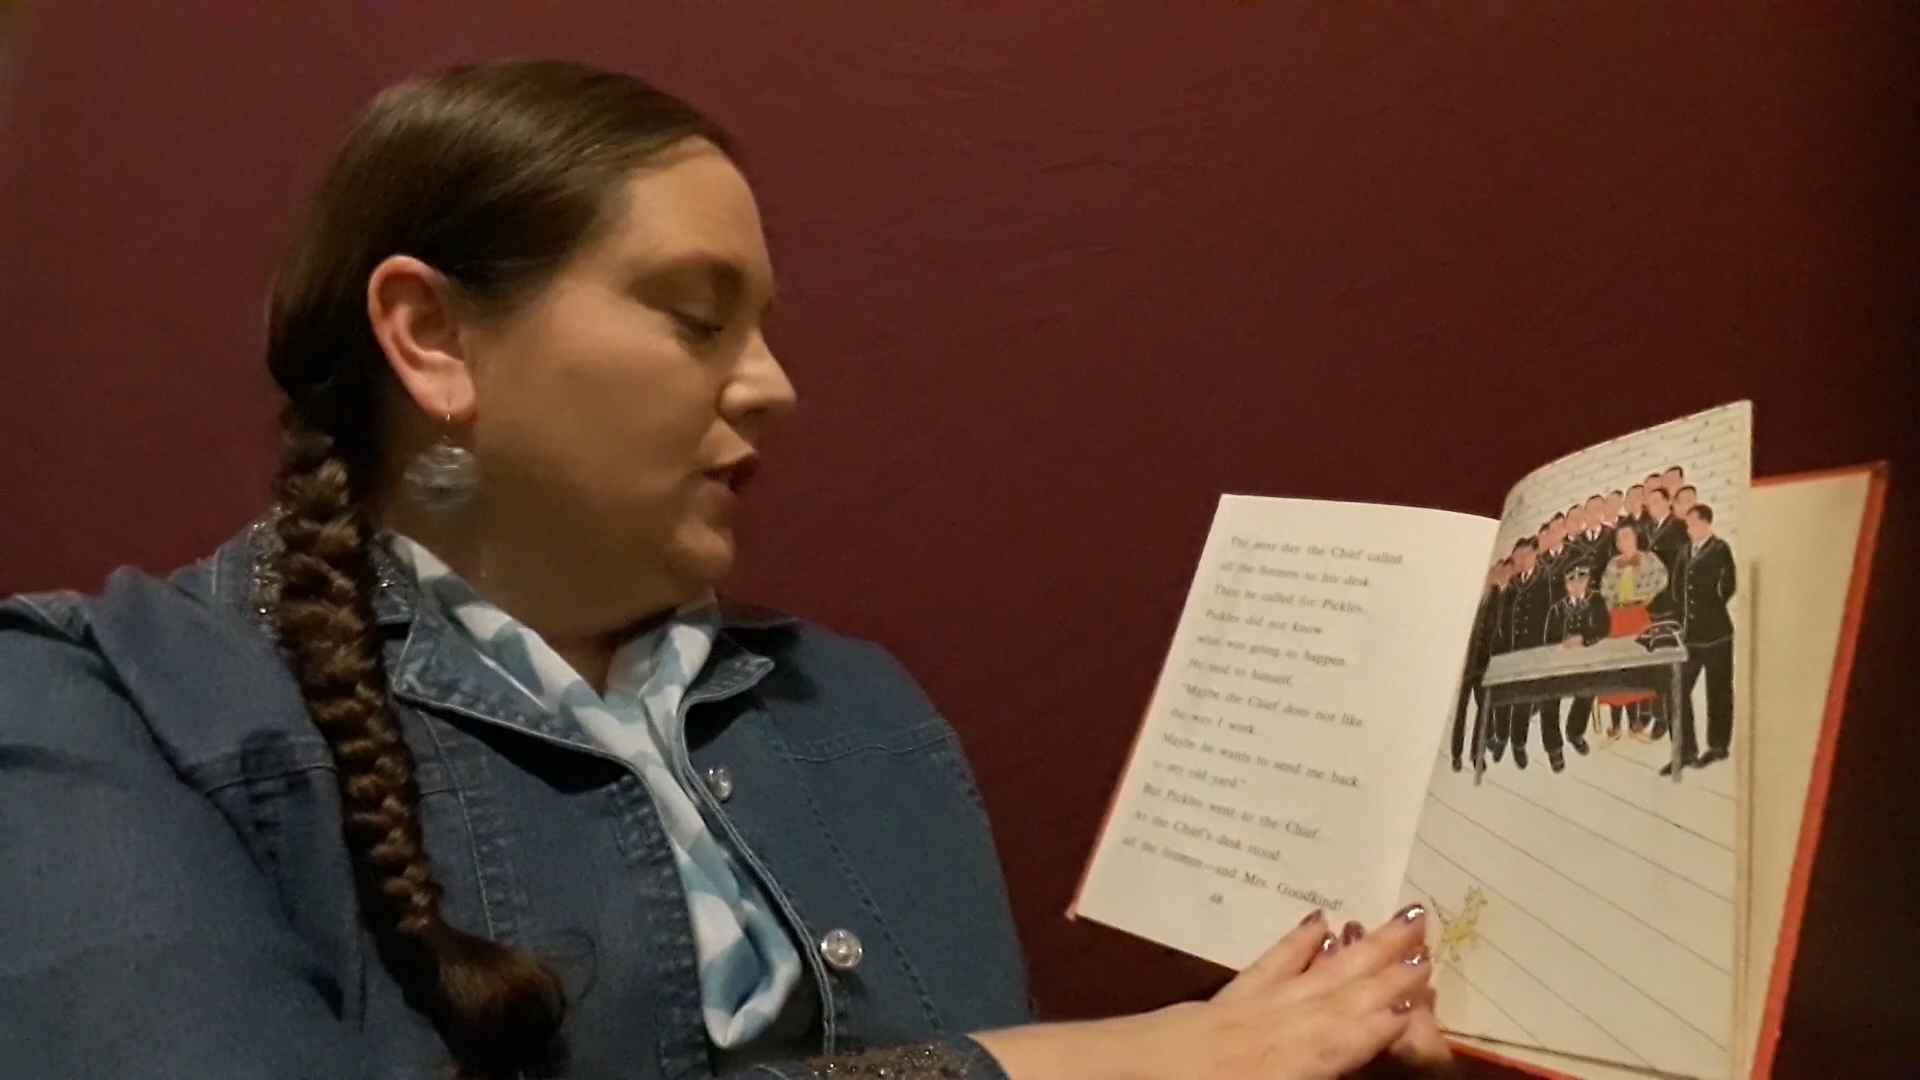 The next day the Chief called
all the firemen to his desk.
Then he called for Pickles.
Pickles did not know
what was going to happen.
He said to himself,
"Maybe the Chief does not like
the way I work.
Maybe he wants to send me back
to my old yard."
But Pickles went to the Chief.
At the Chief's desk stood
all the firemen—and Mrs. Goodkind!
48